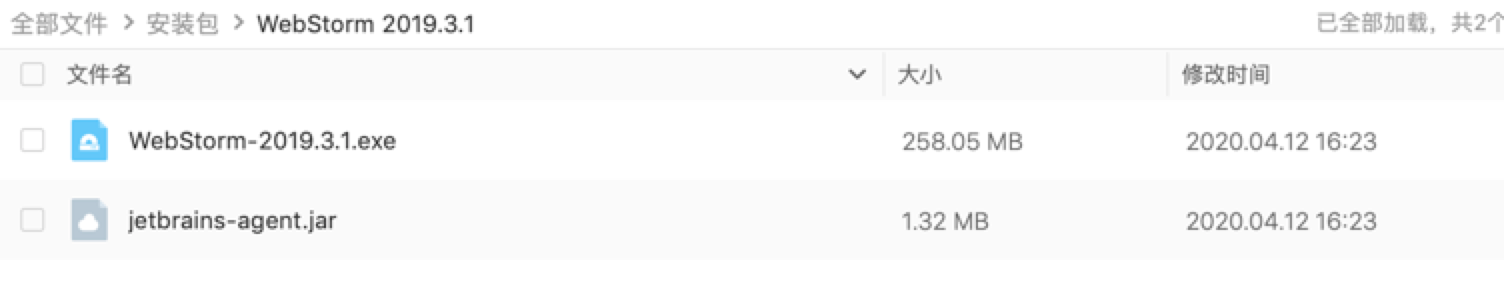 全部文件 > 安装包 > WebStorm 2019.3.1 已全部加载，共2个
文件名 大小 修改时间
WebStorm-2019.3.1.exe 258.05 MB 2020.04.12 16:23
jetbrains-agent.jar 1.32 MB 2020.04.12 16:23